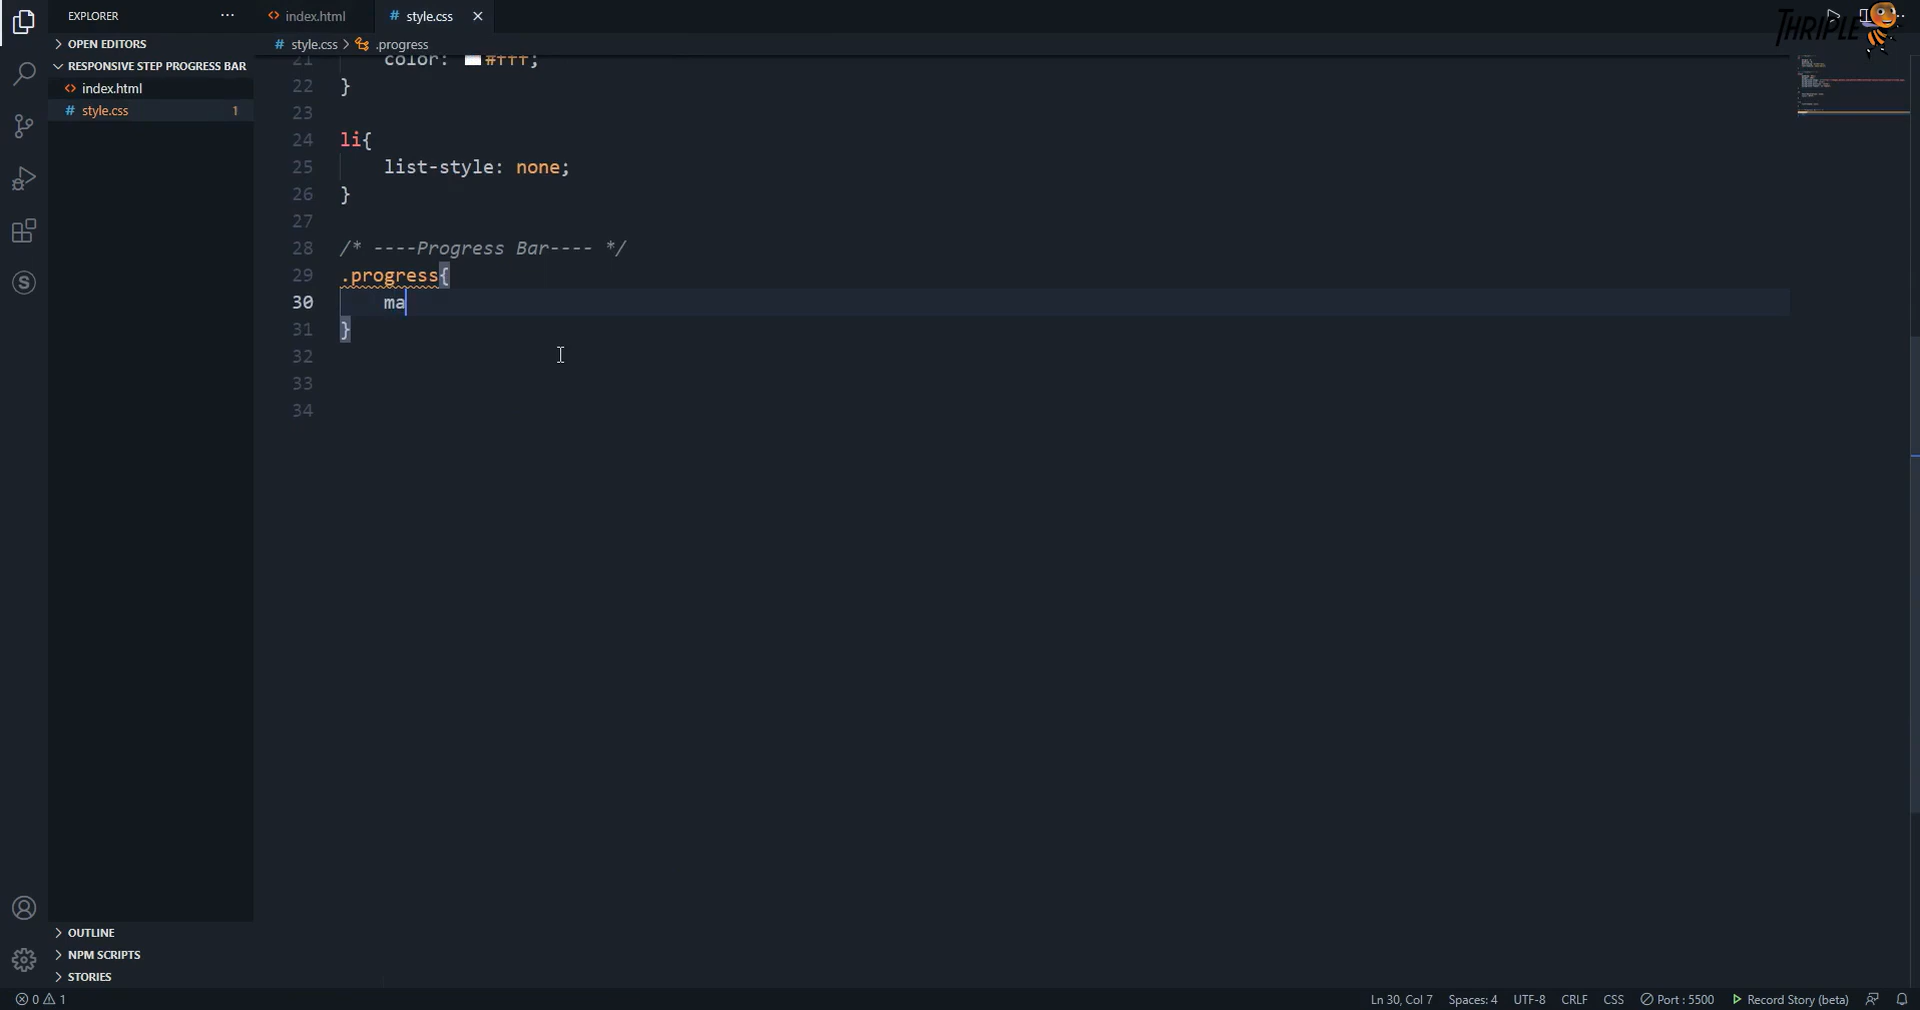 EXPLORER
index.html
style.css
THRIPLE
OPEN EDITORS
style.css > .progress
RESPONSIVE STEP PROGRESS BAR
index.html
style.css 1
21 color: #fff;
22 }
23
24 li{
25 list-style: none;
26 }
27
28 /* ----Progress Bar---- */
29 .progress{
30 ma
31 }
32
33
34
OUTLINE
NPM SCRIPTS
STORIES
0 1 Ln 30, Col 7 Spaces: 4 UTF-8 CRLF CSS Port : 5500 Record Story (beta)